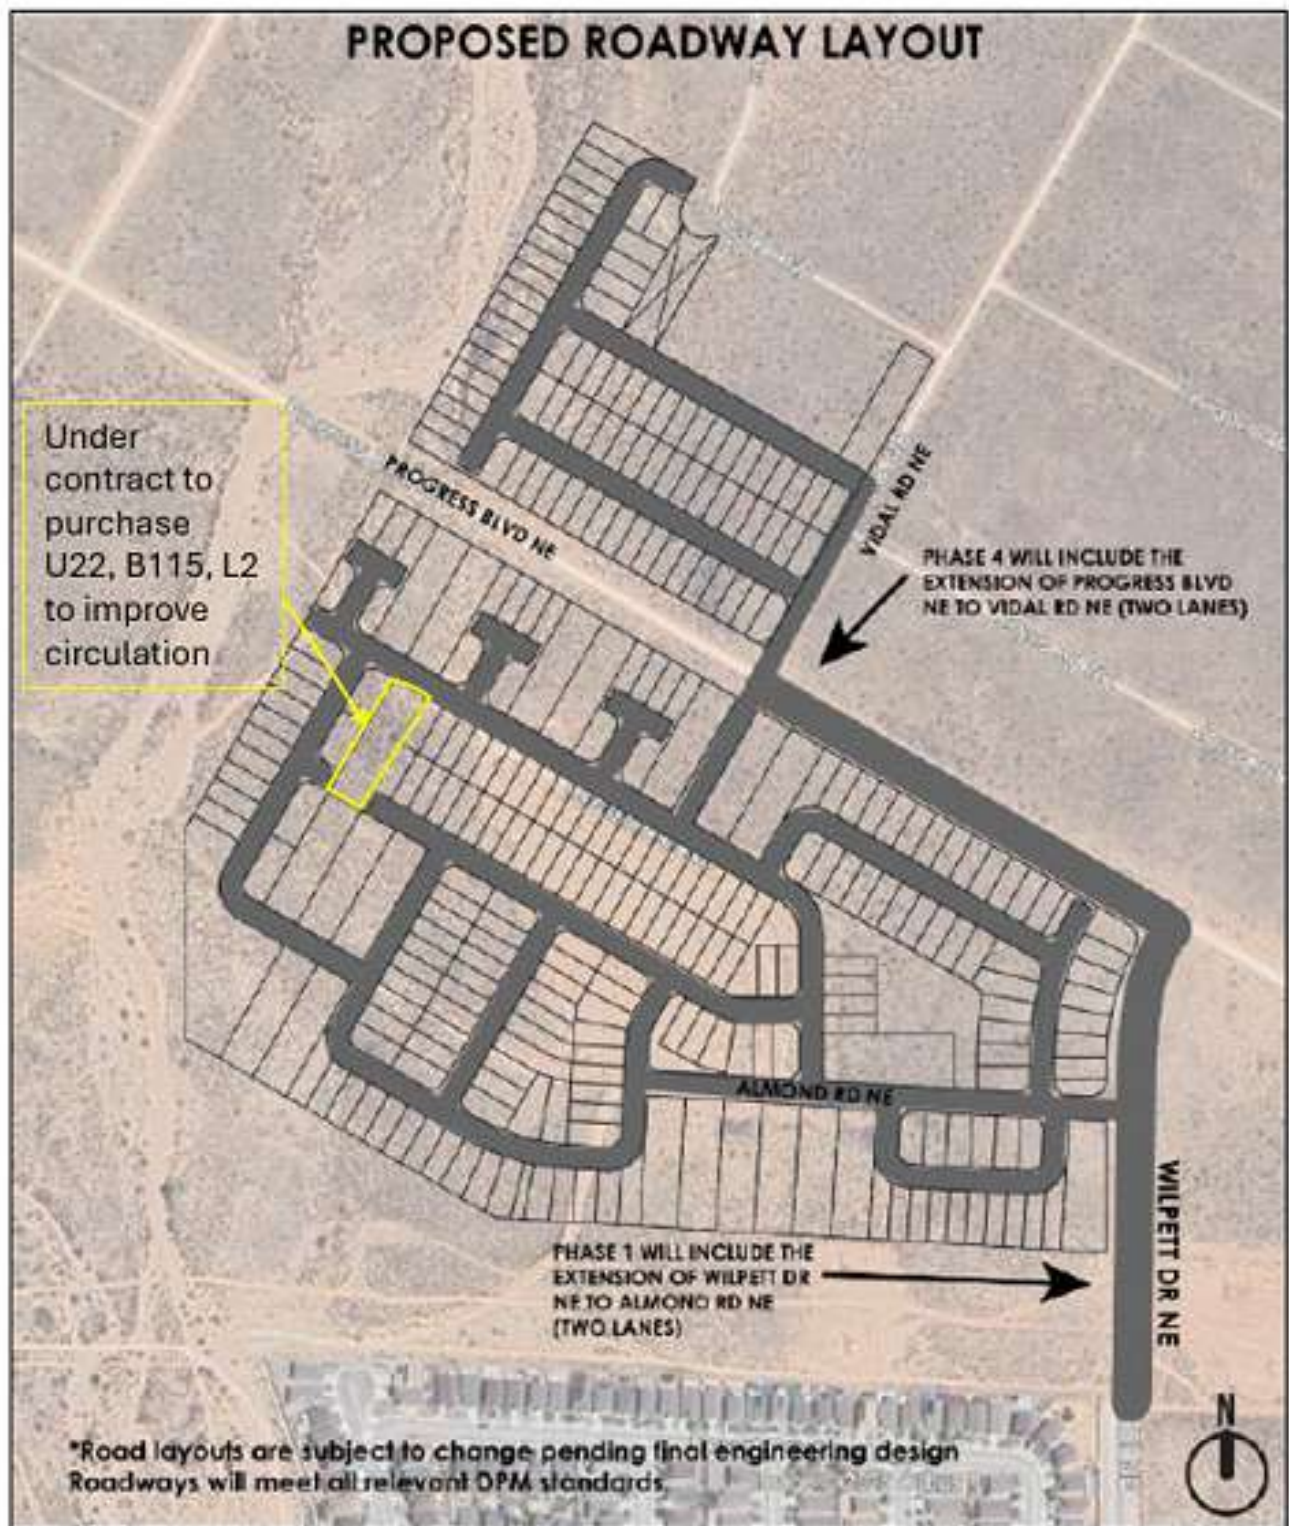 PROPOSED ROADWAY LAYOUT
Under
contract to
purchase
U22, B115, L2
to improve
circulation
PROGRESS BLVD NE
VIDAL RD NE
PHASE 4 WILL INCLUDE THE
EXTENSION OF PROGRESS BLVD
NE TO VIDAL RD NE (TWO LANES)
ALMOND RD NE
PHASE 1 WILL INCLUDE THE
EXTENSION OF WILPETT DR
NE TO ALMOND RD NE
(TWO LANES)
WILPETT DR NE
N
*Road layouts are subject to change pending final engineering design
Roadways will meet all relevant DPM standards.